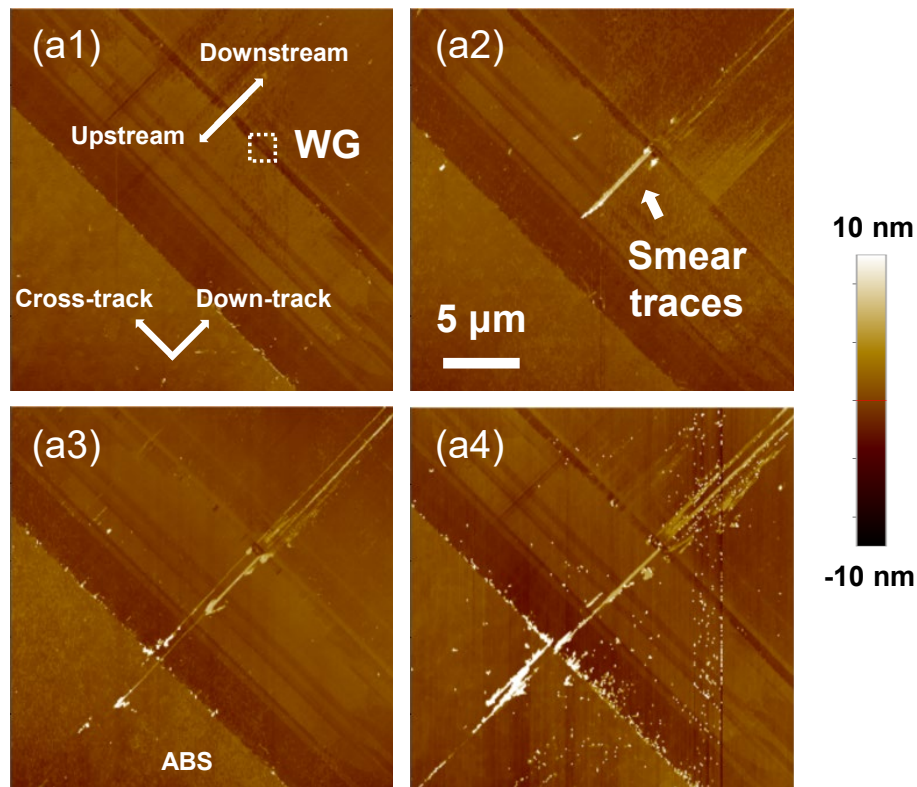 (a1)
Downstream
Upstream
WG
Cross-track
Down-track
(a2)
Smear
traces
5 μm
10 nm
-10 nm
(a3)
ABS
(a4)